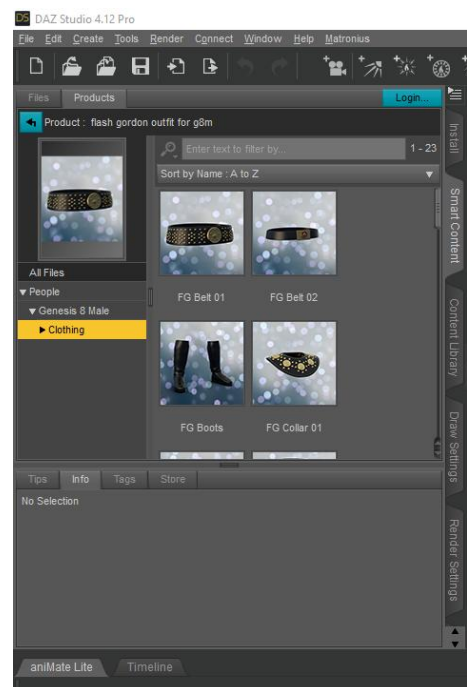 DS DAZ Studio 4.12 Pro
File Edit Create Tools Render Connect Window Help Matronius
Files Products Login...
Product : flash gordon outfit for g8m
Enter text to filter by... 1 - 23
Sort by Name : A to Z
All Files
People
Genesis 8 Male
Clothing
FG Belt 01 FG Belt 02
FG Boots FG Collar 01
Install
Smart Content
Content Library
Draw Settings
Render Settings
Tips Info Tags Store
No Selection
aniMate Lite Timeline